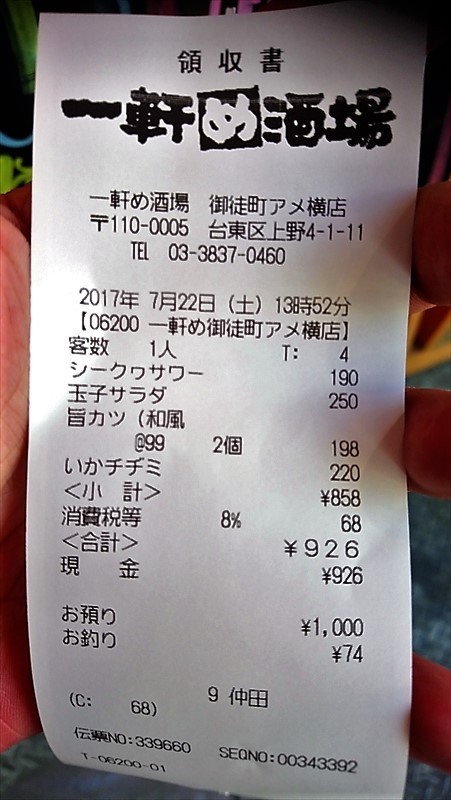 領収書
一軒め酒場
一軒め酒場　御徒町アメ横店
〒110-0005　台東区上野4-1-11
TEL　03-3837-0460
2017年 7月22日（土）13時52分
【06200 一軒め御徒町アメ横店】
客数　1人　T:　4
シークヮサワー　190
玉子サラダ　250
旨カツ（和風
@99　2個　198
いかチヂミ　220
＜小　計＞　¥858
消費税等　8%　68
＜合計＞　￥９２６
現　金　¥926
お預り　¥1,000
お釣り　¥74
(C:　68)　9 仲田
伝票NO:339660　SEQNO:00343392
T-06200-01